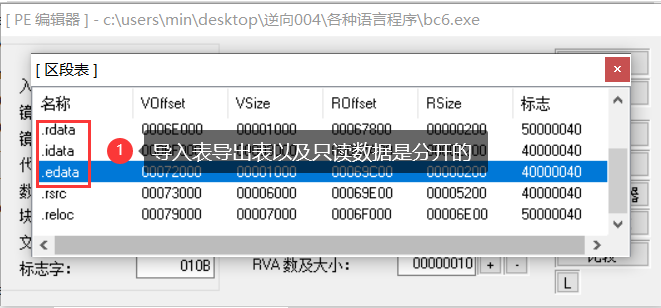 [ PE 编辑器 ] - c:\users\min\desktop\逆向004\各种语言程序\bc6.exe
[ 区段表 ]
名称 VOffset VSize ROffset RSize 标志
.rdata 0006E000 00001000 00067800 00000200 50000040
.idata 40000040
1 导入表导出表以及只读数据是分开的
.edata 00072000 00001000 00069C00 00000200 40000040
.rsrc 00073000 00006000 00069E00 00005200 40000040
.reloc 00079000 00007000 0006F000 00006E00 50000040
标志字: 010B RVA 数及大小: 00000010 + -
L